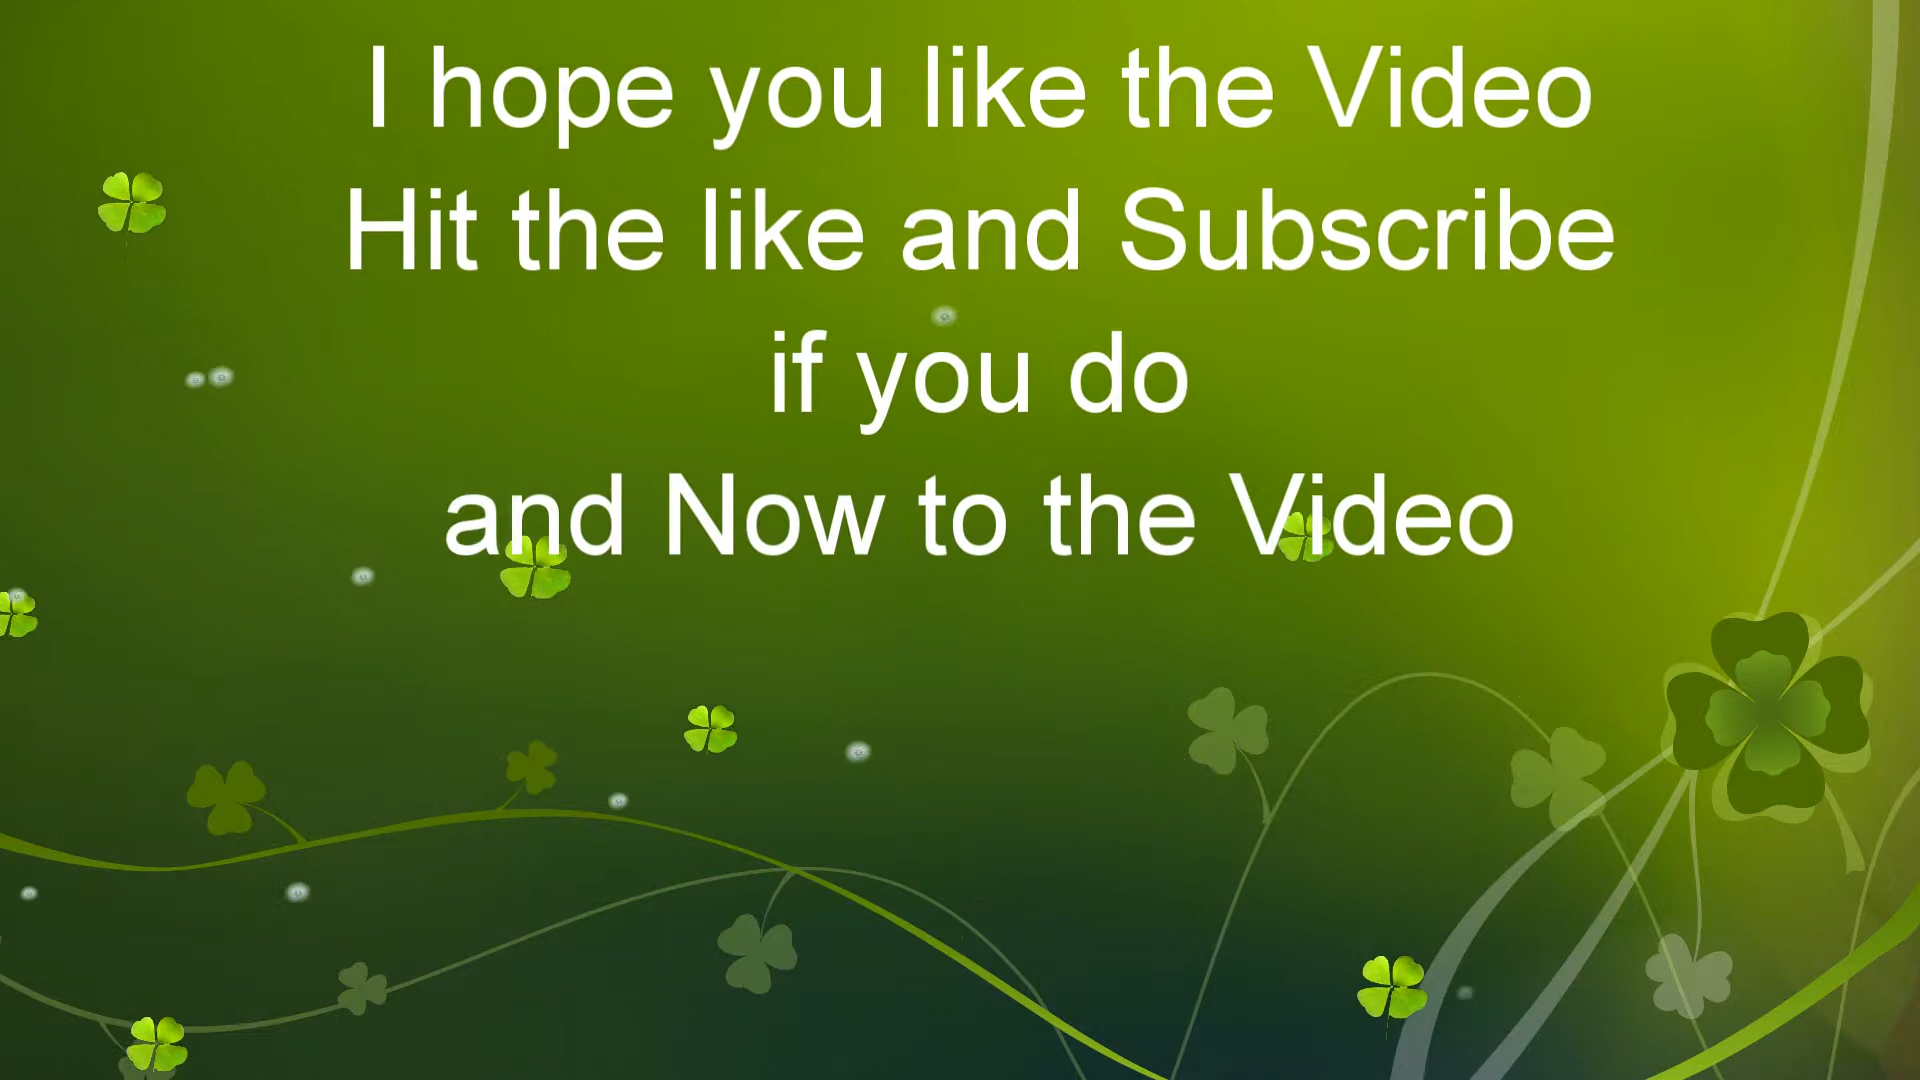 I hope you like the Video
Hit the like and Subscribe
if you do
and Now to the Video